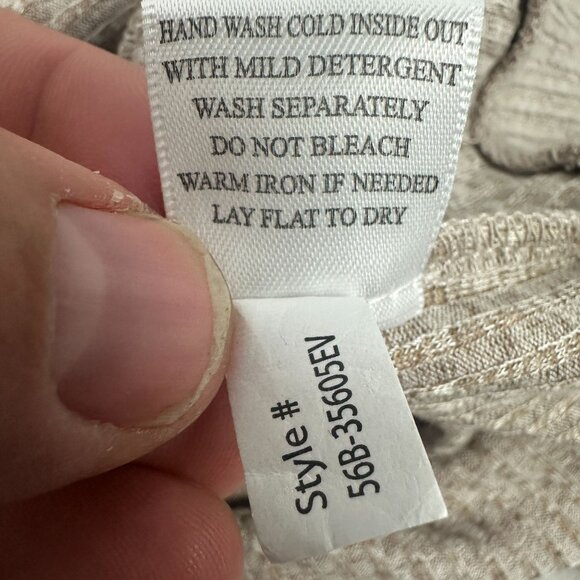 HAND WASH COLD INSIDE OUT
WITH MILD DETERGENT
WASH SEPARATELY
DO NOT BLEACH
WARM IRON IF NEEDED
LAY FLAT TO DRY
Style #
56B-35605EV